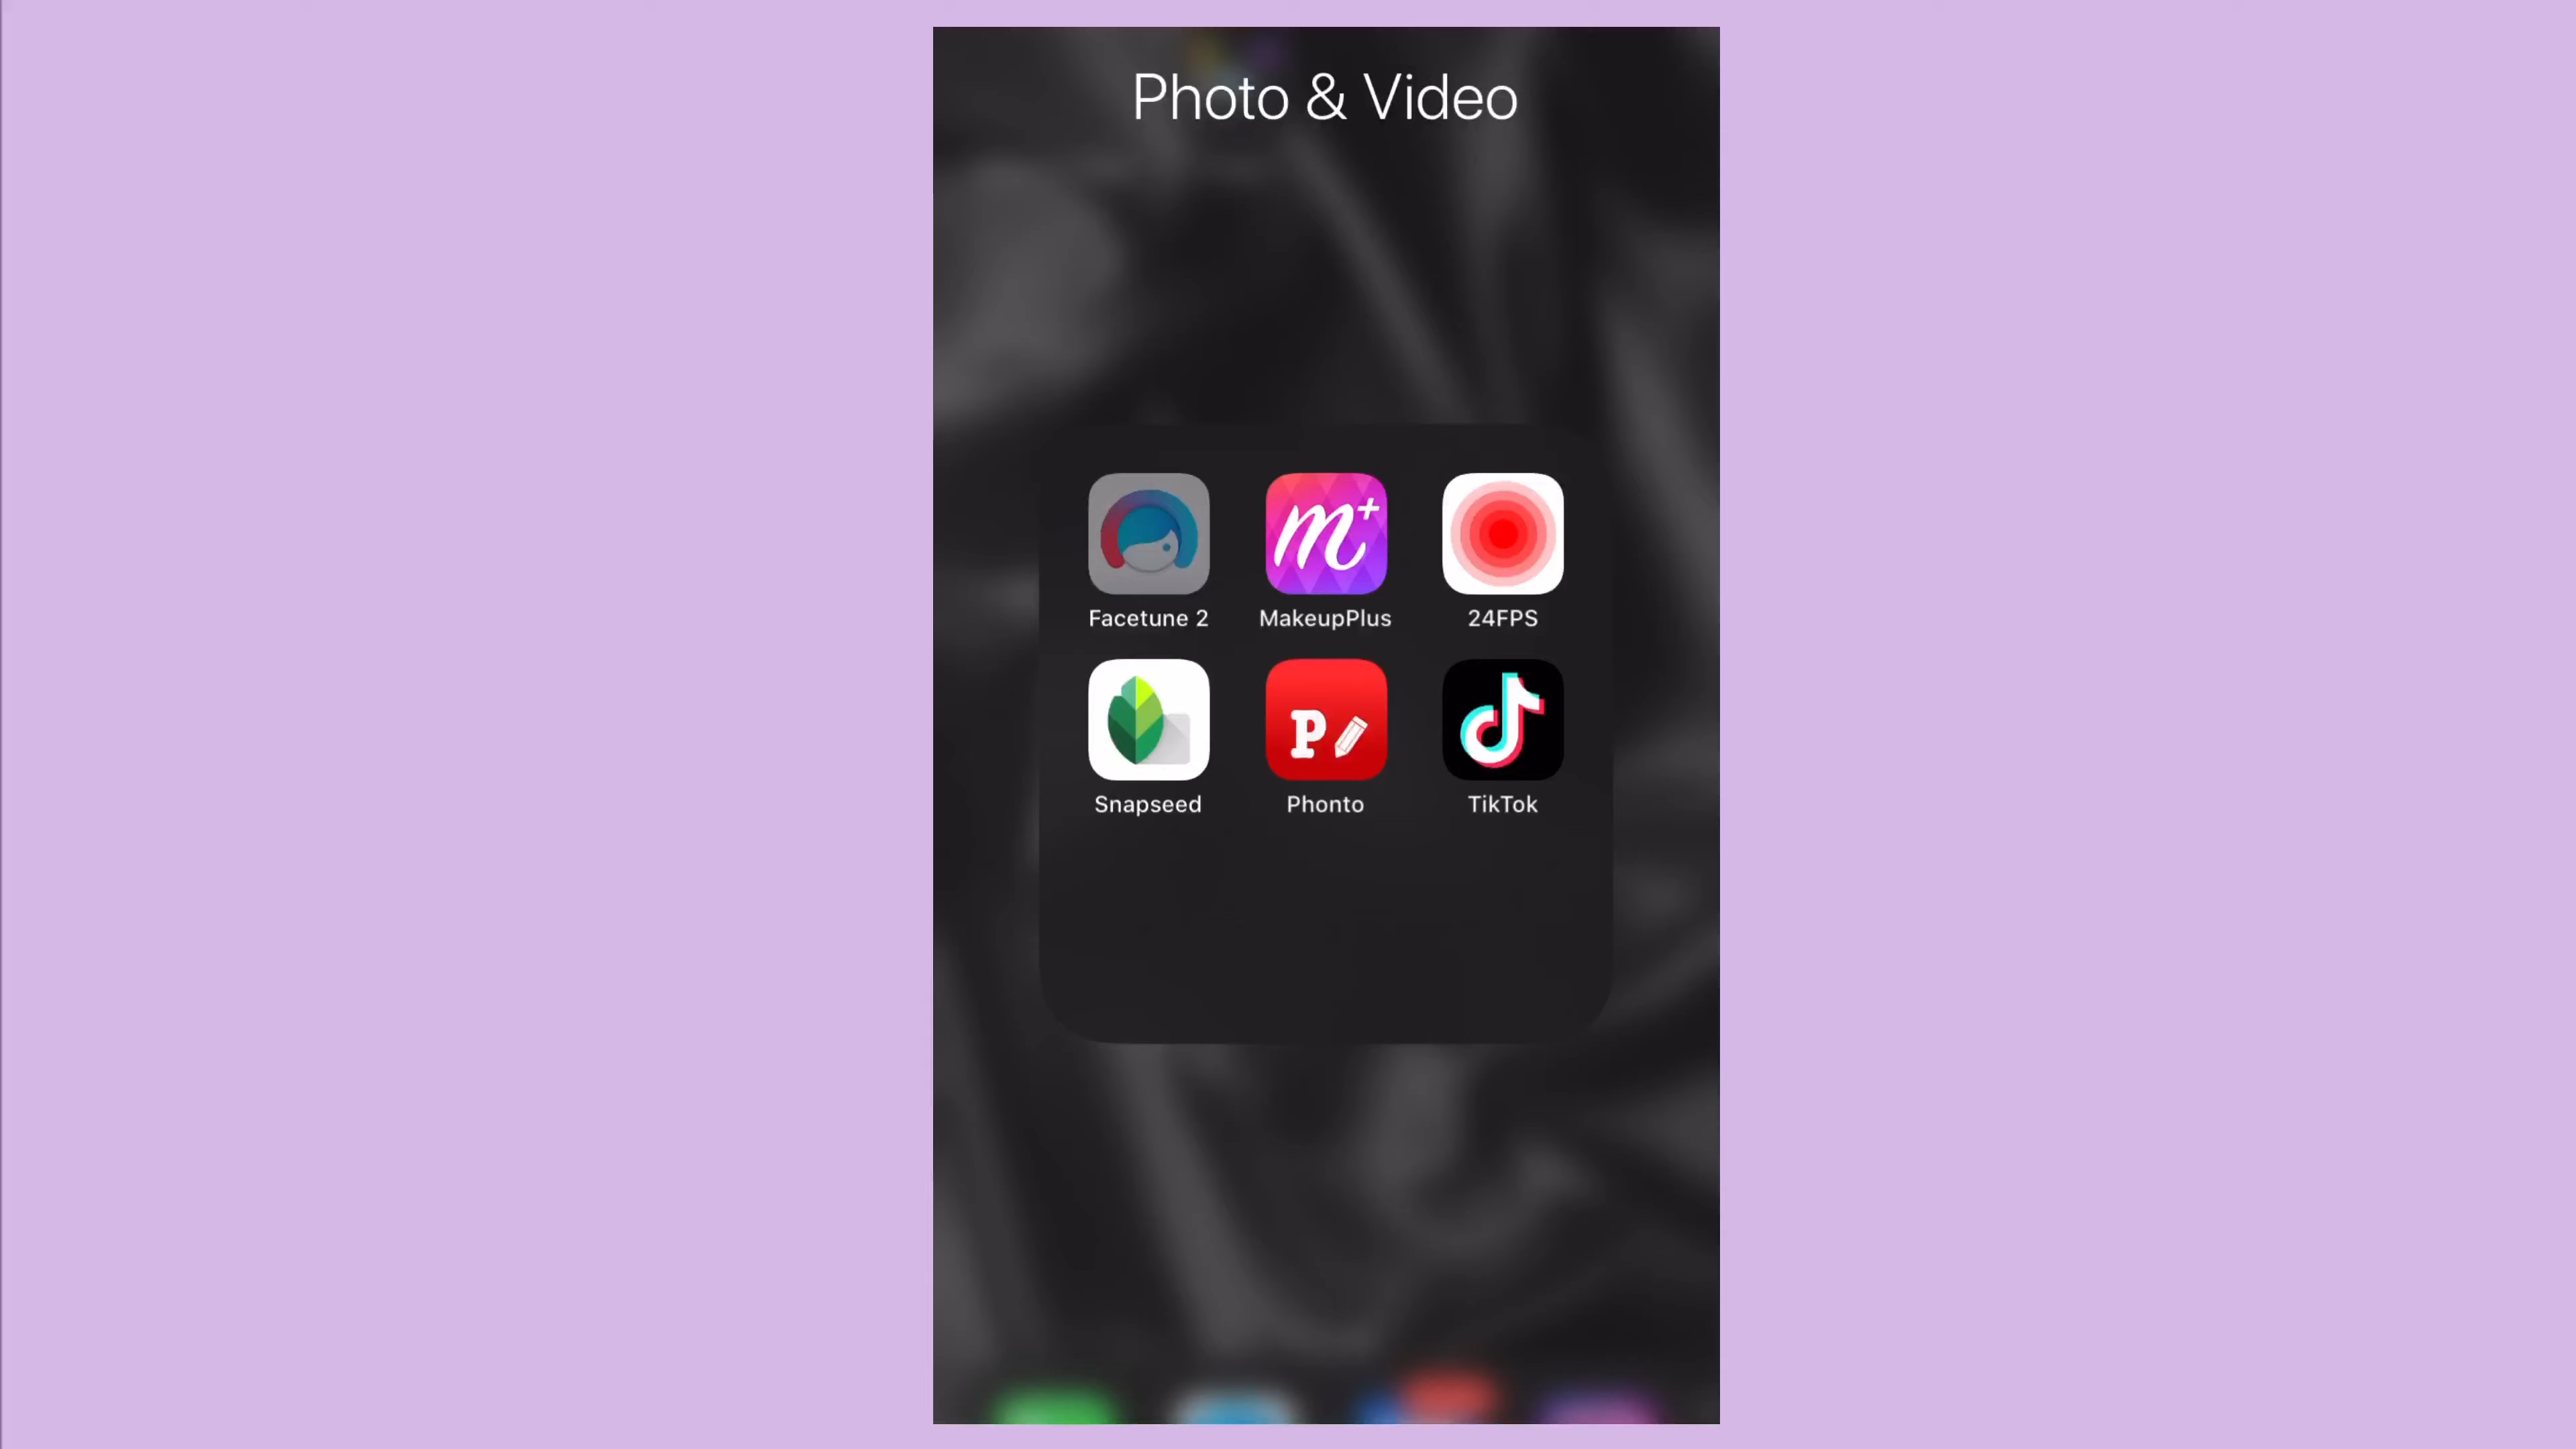 Photo & Video
m+
Facetune 2
MakeupPlus
24FPS
P
Snapseed
Phonto
TikTok